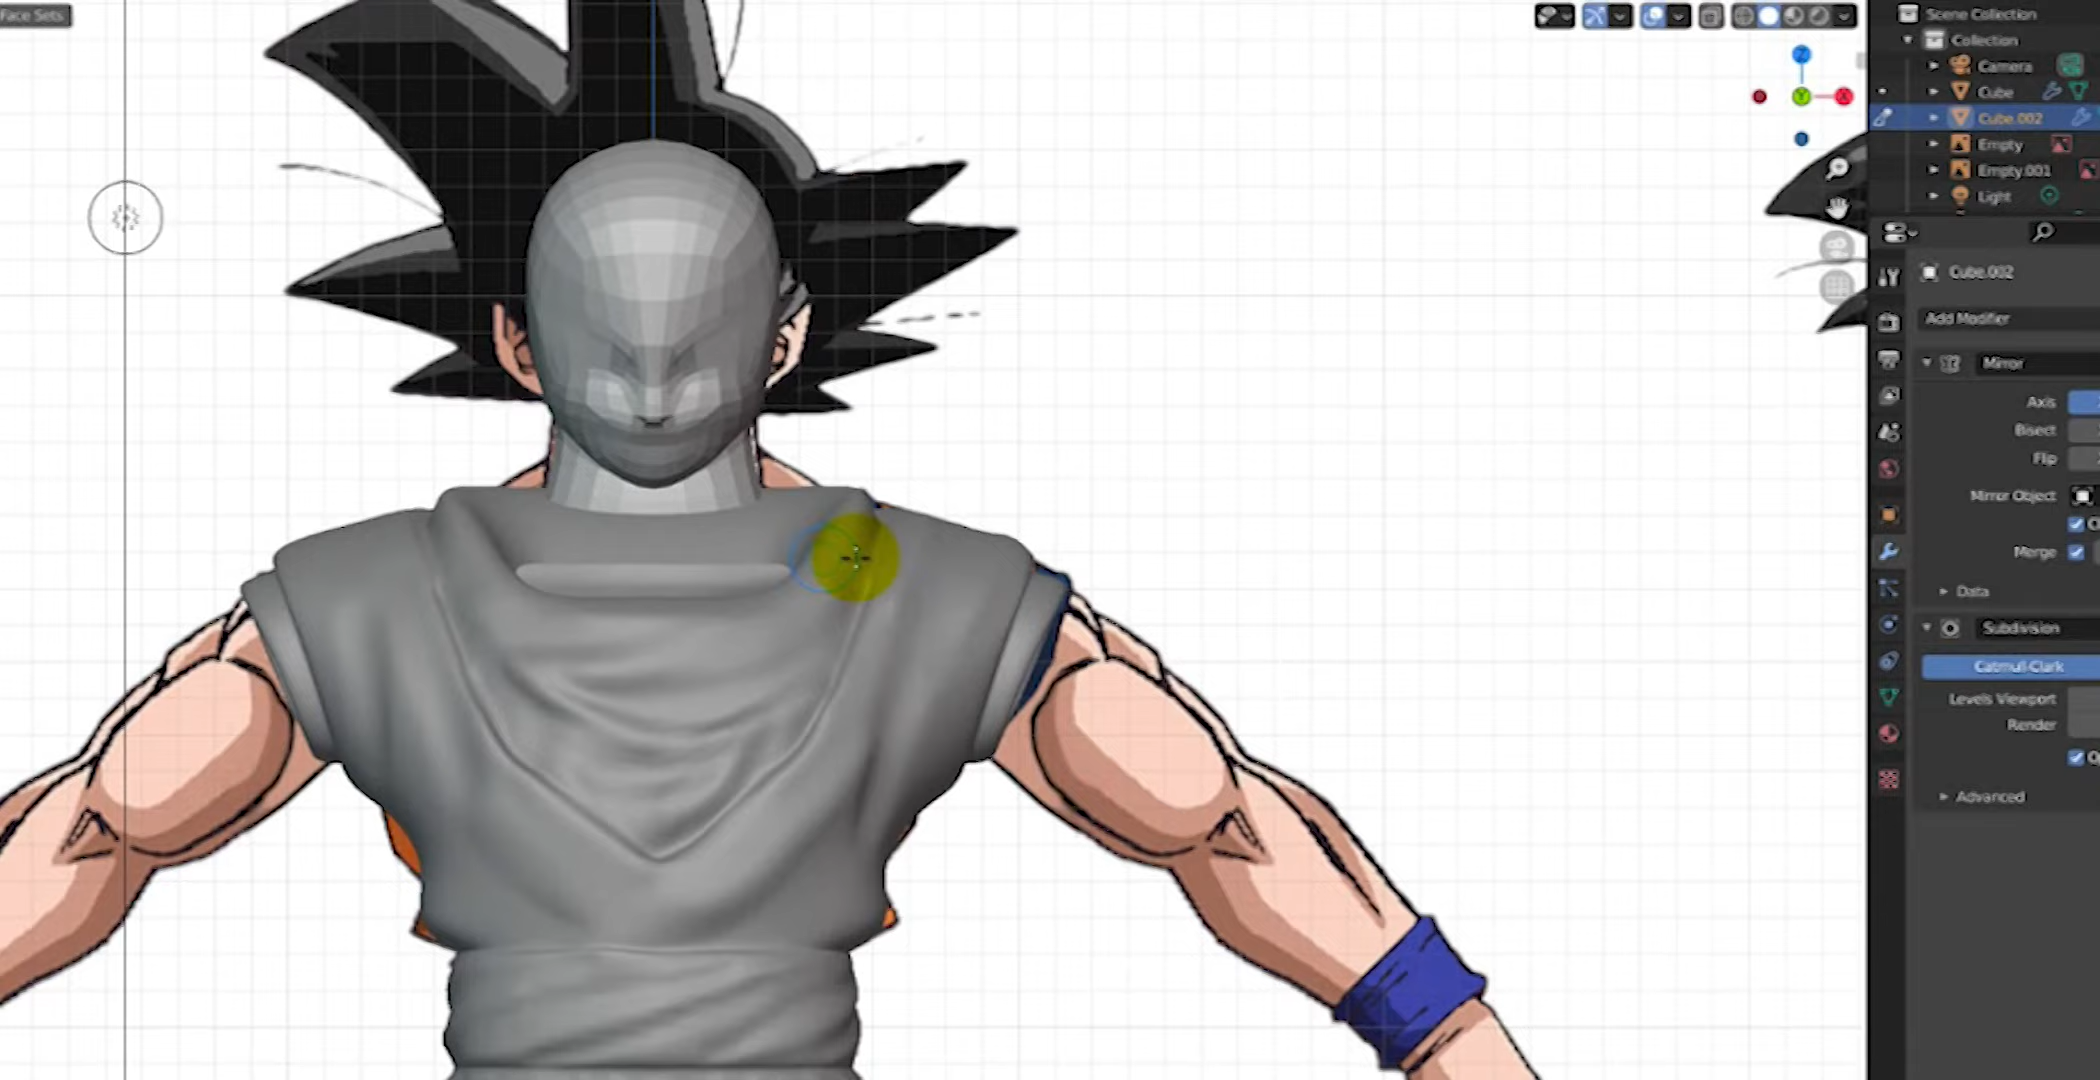 Face Sets
Scene Collection
Collection
Camera
Cube
Cube.002
Empty
Empty.001
Light
Cube.002
Add Modifier
Mirror
Axis
Bisect
Flip
Mirror Object
Merge
Data
Subdivision
Catmull-Clark
Levels Viewport
Render
Advanced